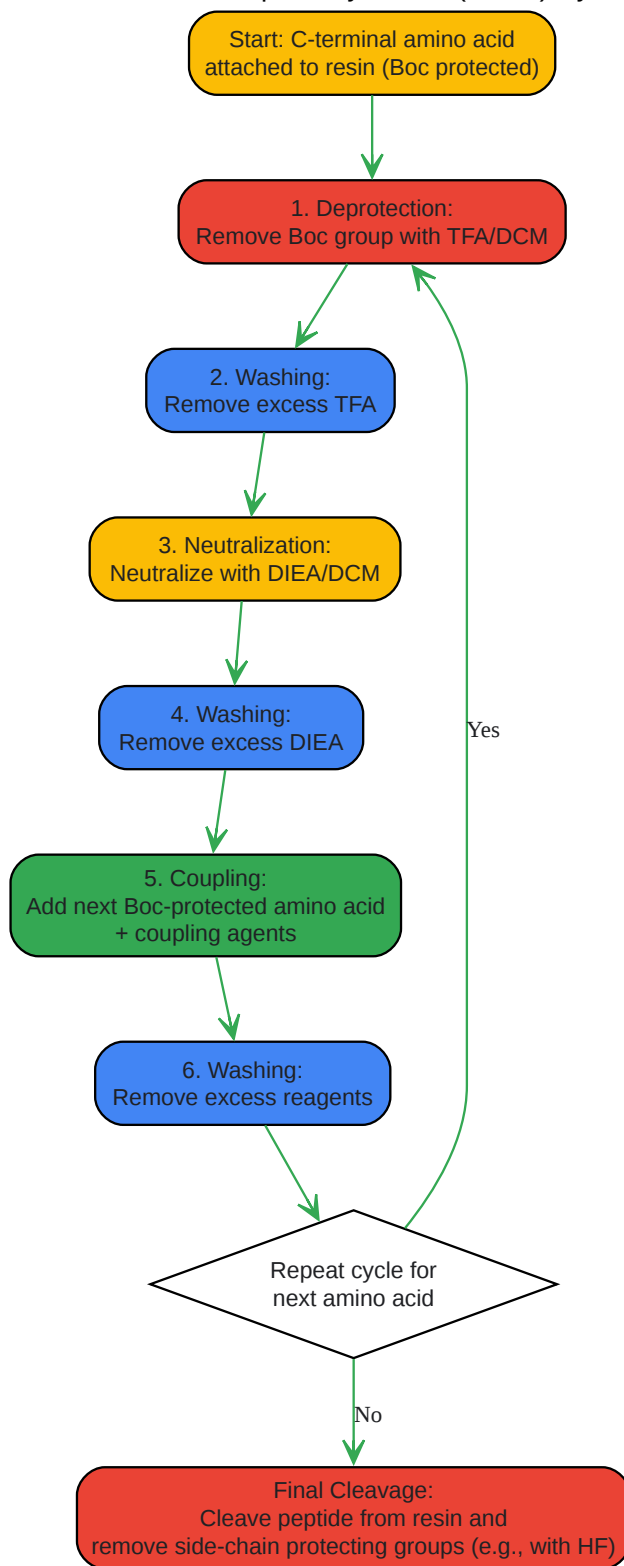 Start: C-terminal amino acid
attached to resin (Boc protected)
1. Deprotection:
Remove Boc group with TFA/DCM
2. Washing:
Remove excess TFA
3. Neutralization:
Neutralize with DIEA/DCM
4. Washing:
Remove excess DIEA
Yes
5. Coupling:
Add next Boc-protected amino acid
+ coupling agents
6. Washing:
Remove excess reagents
Repeat cycle for
next amino acid
No
Final Cleavage:
Cleave peptide from resin and
remove side-chain protecting groups (e.g., with HF)